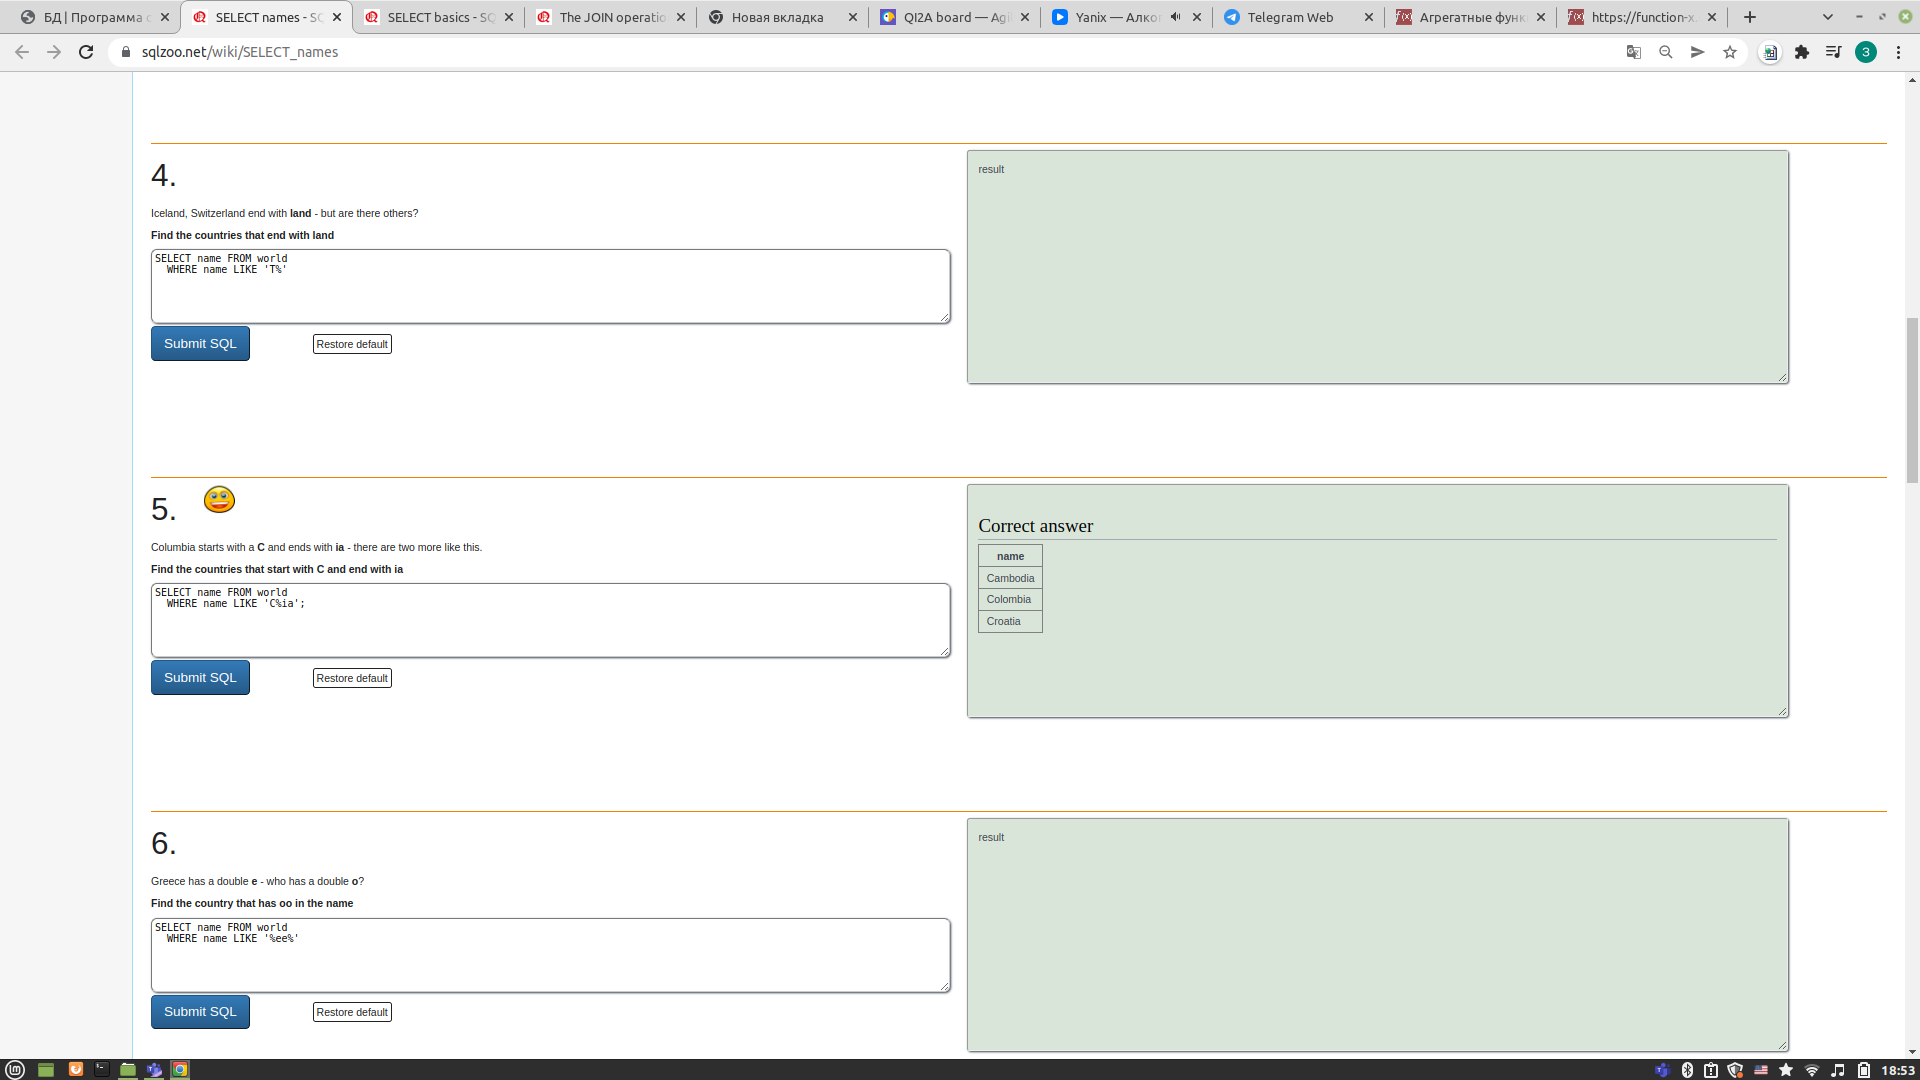 БД | Программа с
SELECT names - SQ
SELECT basics - SQ
The JOIN operatio
Новая вкладка
QI2A board — Agi
Yanix — Алког
Telegram Web
Агрегатные функ
https://function-x.
sqlzoo.net/wiki/SELECT_names
3
4.
Iceland, Switzerland end with land - but are there others?
Find the countries that end with land
SELECT name FROM world
WHERE name LIKE 'T%'
Submit SQL
Restore default
result
5.
Columbia starts with a C and ends with ia - there are two more like this.
Find the countries that start with C and end with ia
SELECT name FROM world
WHERE name LIKE 'C%ia';
Submit SQL
Restore default
Correct answer
name
Cambodia
Colombia
Croatia
6.
Greece has a double e - who has a double o?
Find the country that has oo in the name
SELECT name FROM world
WHERE name LIKE '%ee%'
Submit SQL
Restore default
result
18:53